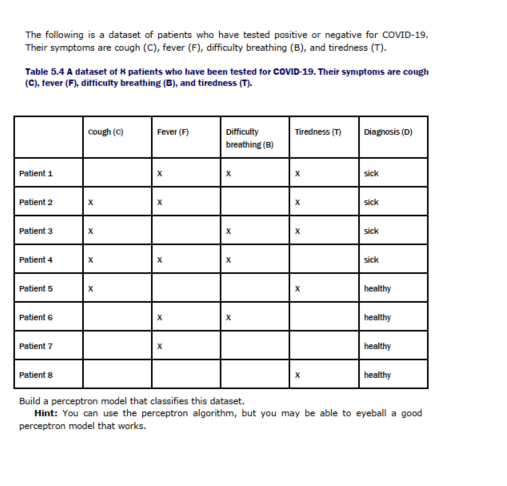 The following is a dataset of patients who have tested positive or negative for COVID-19.
Their symptoms are cough (C), fever (F), difficulty breathing (B), and tiredness (T).
Table 5.4 A dataset of 8 patients who have been tested for COVID-19. Their symptoms are cough
(C), fever (F), difficulty breathing (B), and tiredness (T).
Cough (C) Fever (F) Difficulty breathing (B) Tiredness (T) Diagnosis (D)
Patient 1 X X X sick
Patient 2 X X X sick
Patient 3 X X X sick
Patient 4 X X X sick
Patient 5 X X healthy
Patient 6 X X healthy
Patient 7 X healthy
Patient 8 X healthy
Build a perceptron model that classifies this dataset.
Hint: You can use the perceptron algorithm, but you may be able to eyeball a good
perceptron model that works.